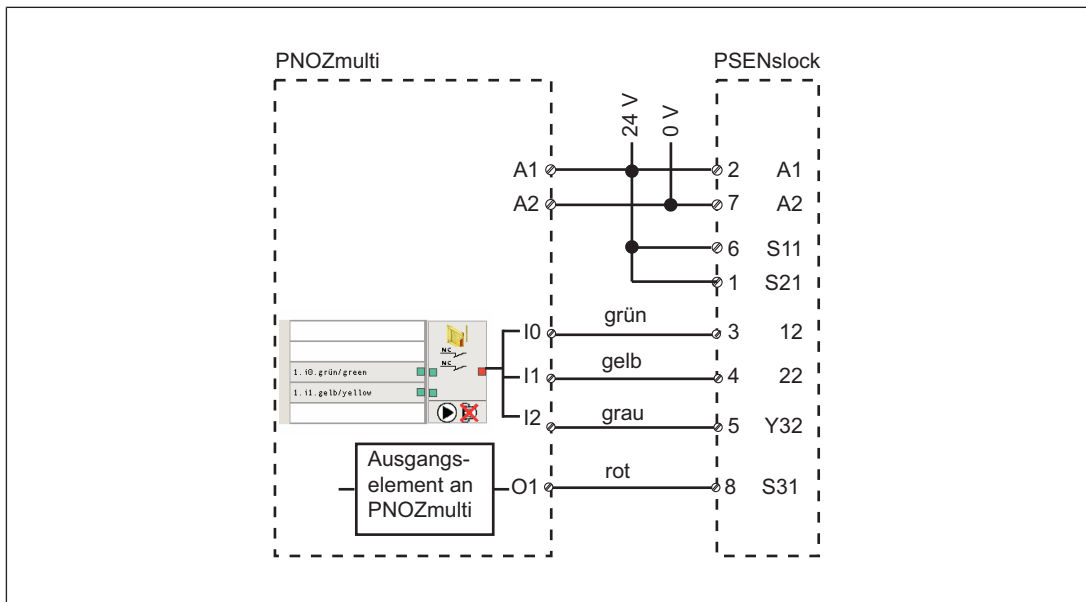 PNOZmulti
PSENslock
24 V
0 V
A1
2 A1
A2
7 A2
6 S11
1 S21
NC
NC
1.i0.grün/green
1.i1.gelb/yellow
I0
grün
3 12
I1
gelb
4 22
I2
grau
5 Y32
Ausgangs-
element an
PNOZmulti
O1
rot
8 S31